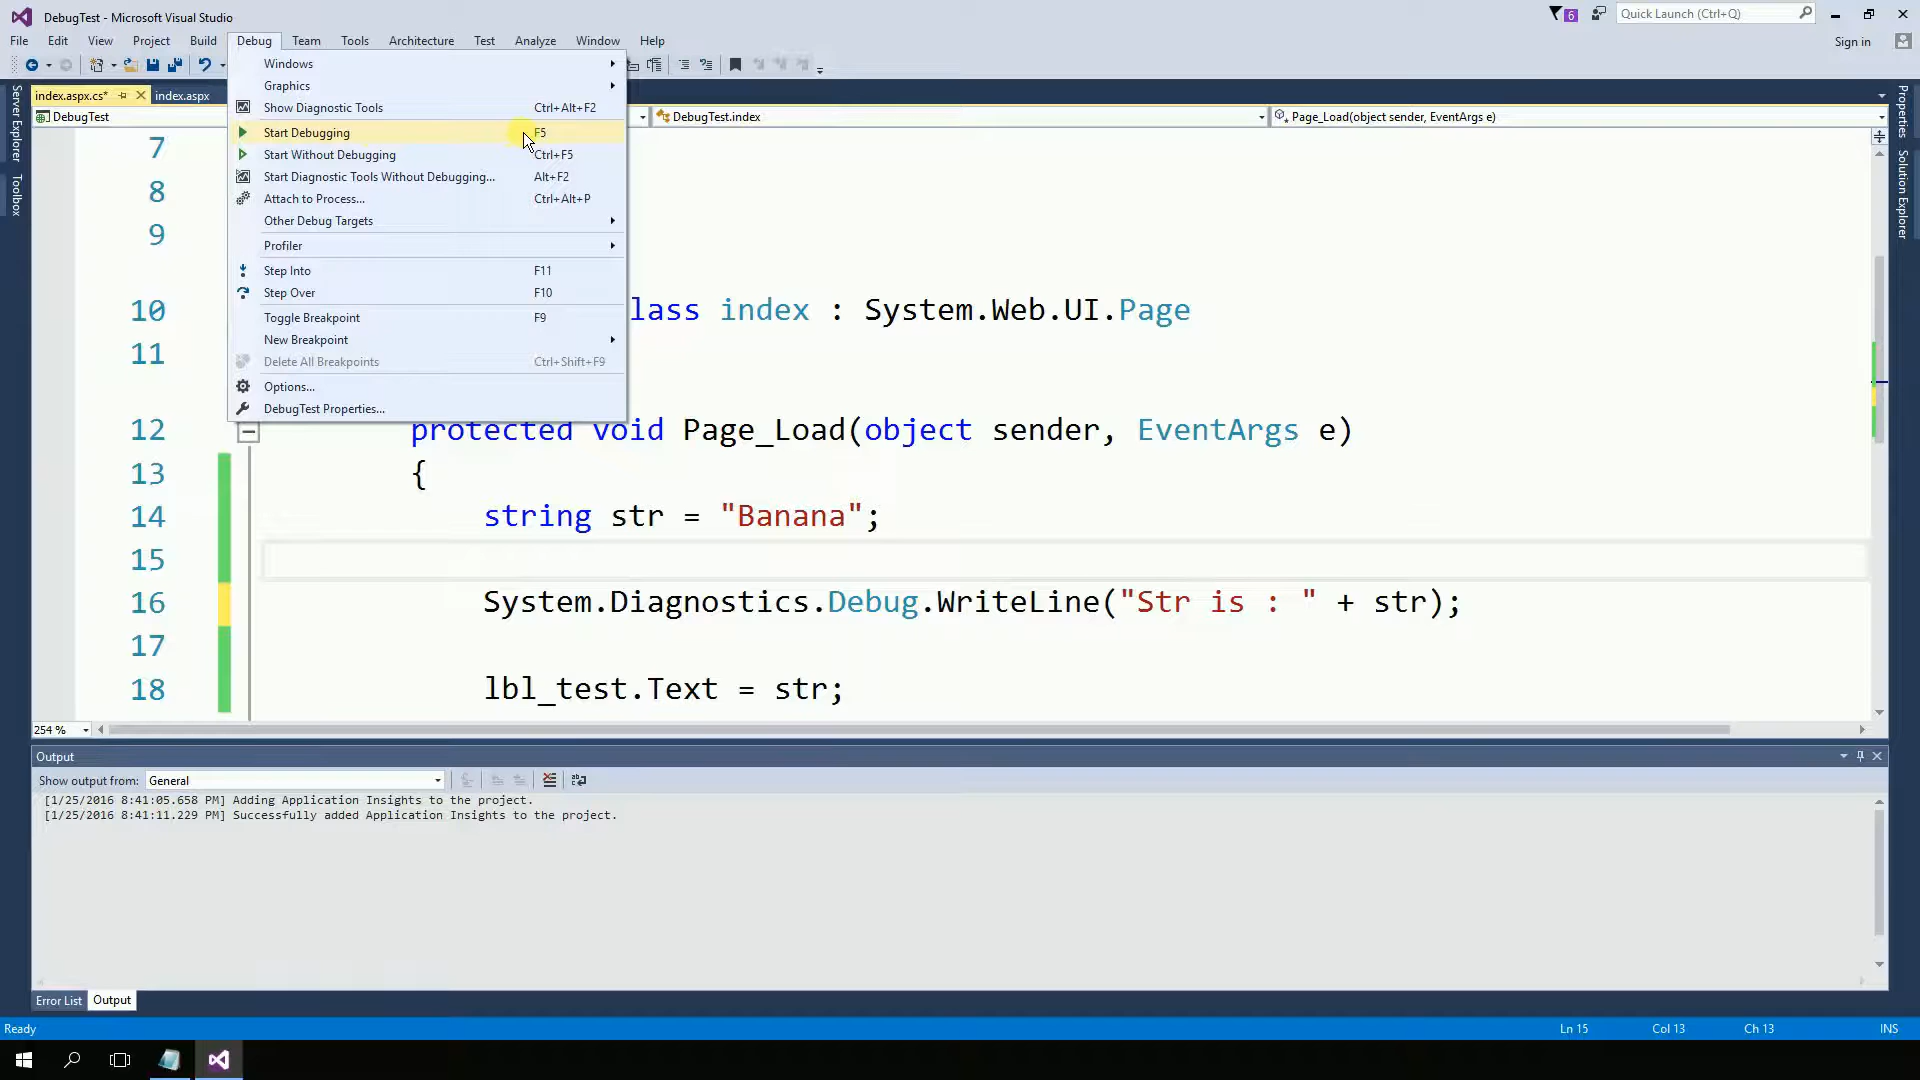 DebugTest - Microsoft Visual Studio
6
Quick Launch (Ctrl+Q)
File Edit View Project Build Debug Team Tools Architecture Test Analyze Window Help
Sign in
Windows
Graphics
Show Diagnostic Tools Ctrl+Alt+F2
Start Debugging F5
Start Without Debugging Ctrl+F5
Start Diagnostic Tools Without Debugging... Alt+F2
Attach to Process... Ctrl+Alt+P
Other Debug Targets
Profiler
Step Into F11
Step Over F10
Toggle Breakpoint F9
New Breakpoint
Delete All Breakpoints Ctrl+Shift+F9
Options...
DebugTest Properties...
Server Explorer
Toolbox
Properties
Solution Explorer
index.aspx.cs* index.aspx
DebugTest DebugTest.index Page_Load(object sender, EventArgs e)
7
8
9
10 lass index : System.Web.UI.Page
11
12 protected void Page_Load(object sender, EventArgs e)
13 {
14 string str = "Banana";
15
16 System.Diagnostics.Debug.WriteLine("Str is : " + str);
17
18 lbl_test.Text = str;
254 %
Output
Show output from: General
[1/25/2016 8:41:05.658 PM] Adding Application Insights to the project.
[1/25/2016 8:41:11.229 PM] Successfully added Application Insights to the project.
Error List Output
Ready Ln 15 Col 13 Ch 13 INS